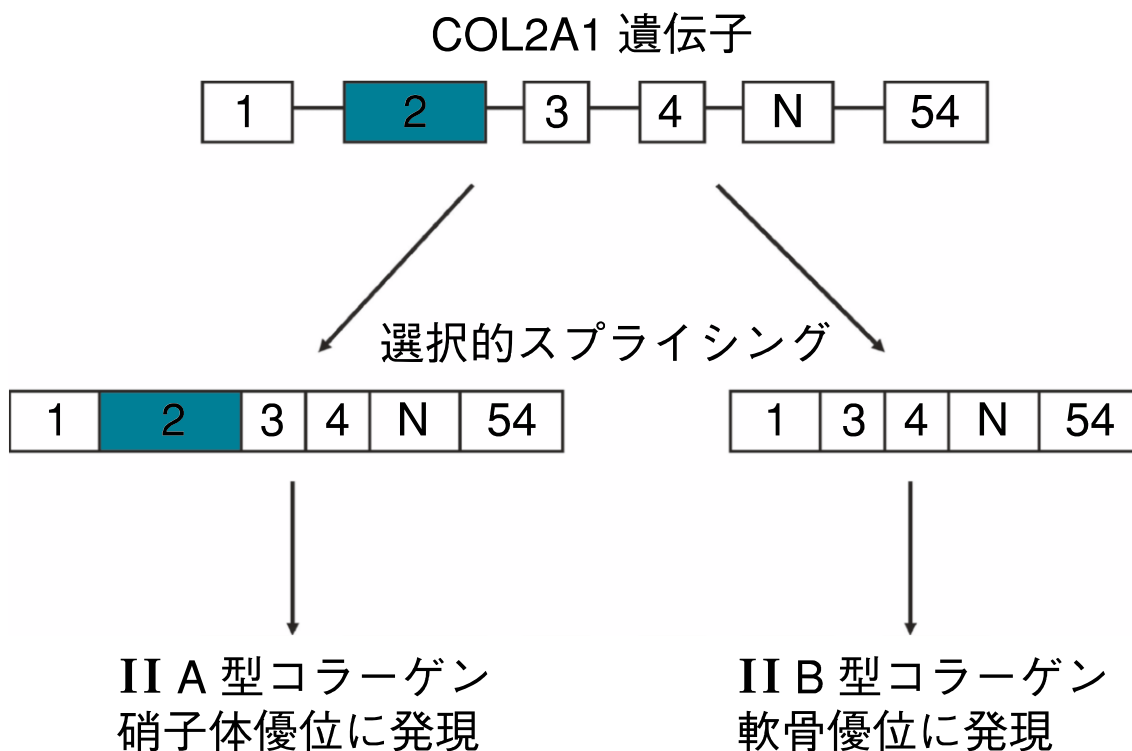 COL2A1 遺伝子
1 2 3 4 N 54
選択的スプライシング
1 2 3 4 N 54
1 3 4 N 54
II A 型コラーゲン
硝子体優位に発現
II B 型コラーゲン
軟骨優位に発現